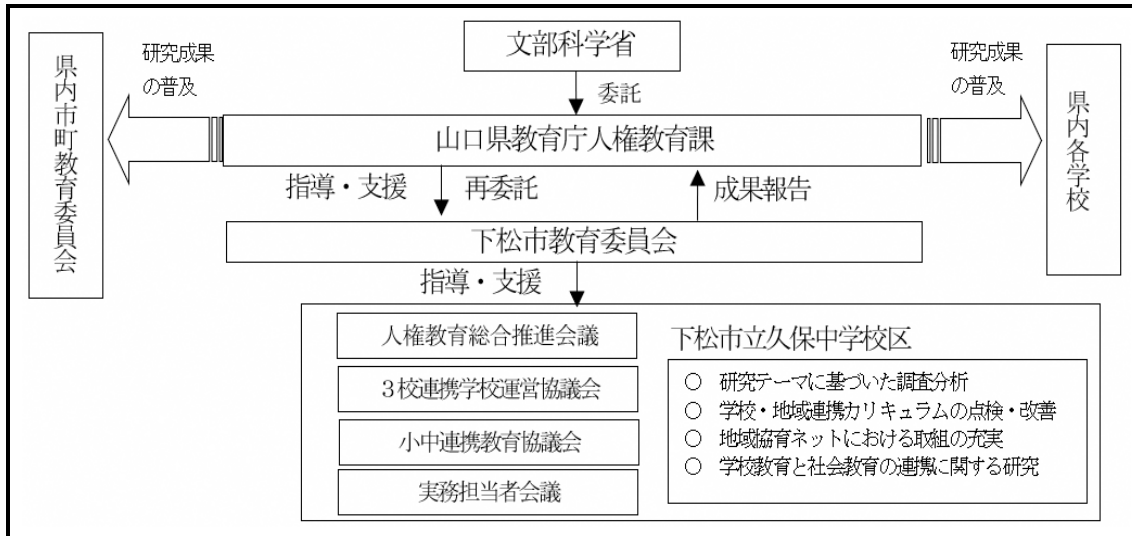 文部科学省
委託
研究成果
の普及
研究成果
の普及
県内市町教育委員会
山口県教育庁人権教育課
県内各学校
指導・支援
再委託
成果報告
下松市教育委員会
指導・支援
人権教育総合推進会議
3校連携学校運営協議会
小中連携教育協議会
実務担当者会議
下松市立久保中学校区
○ 研究テーマに基づいた調査分析
○ 学校・地域連携カリキュラムの点検・改善
○ 地域協育ネットにおける取組の充実
○ 学校教育と社会教育の連携に関する研究